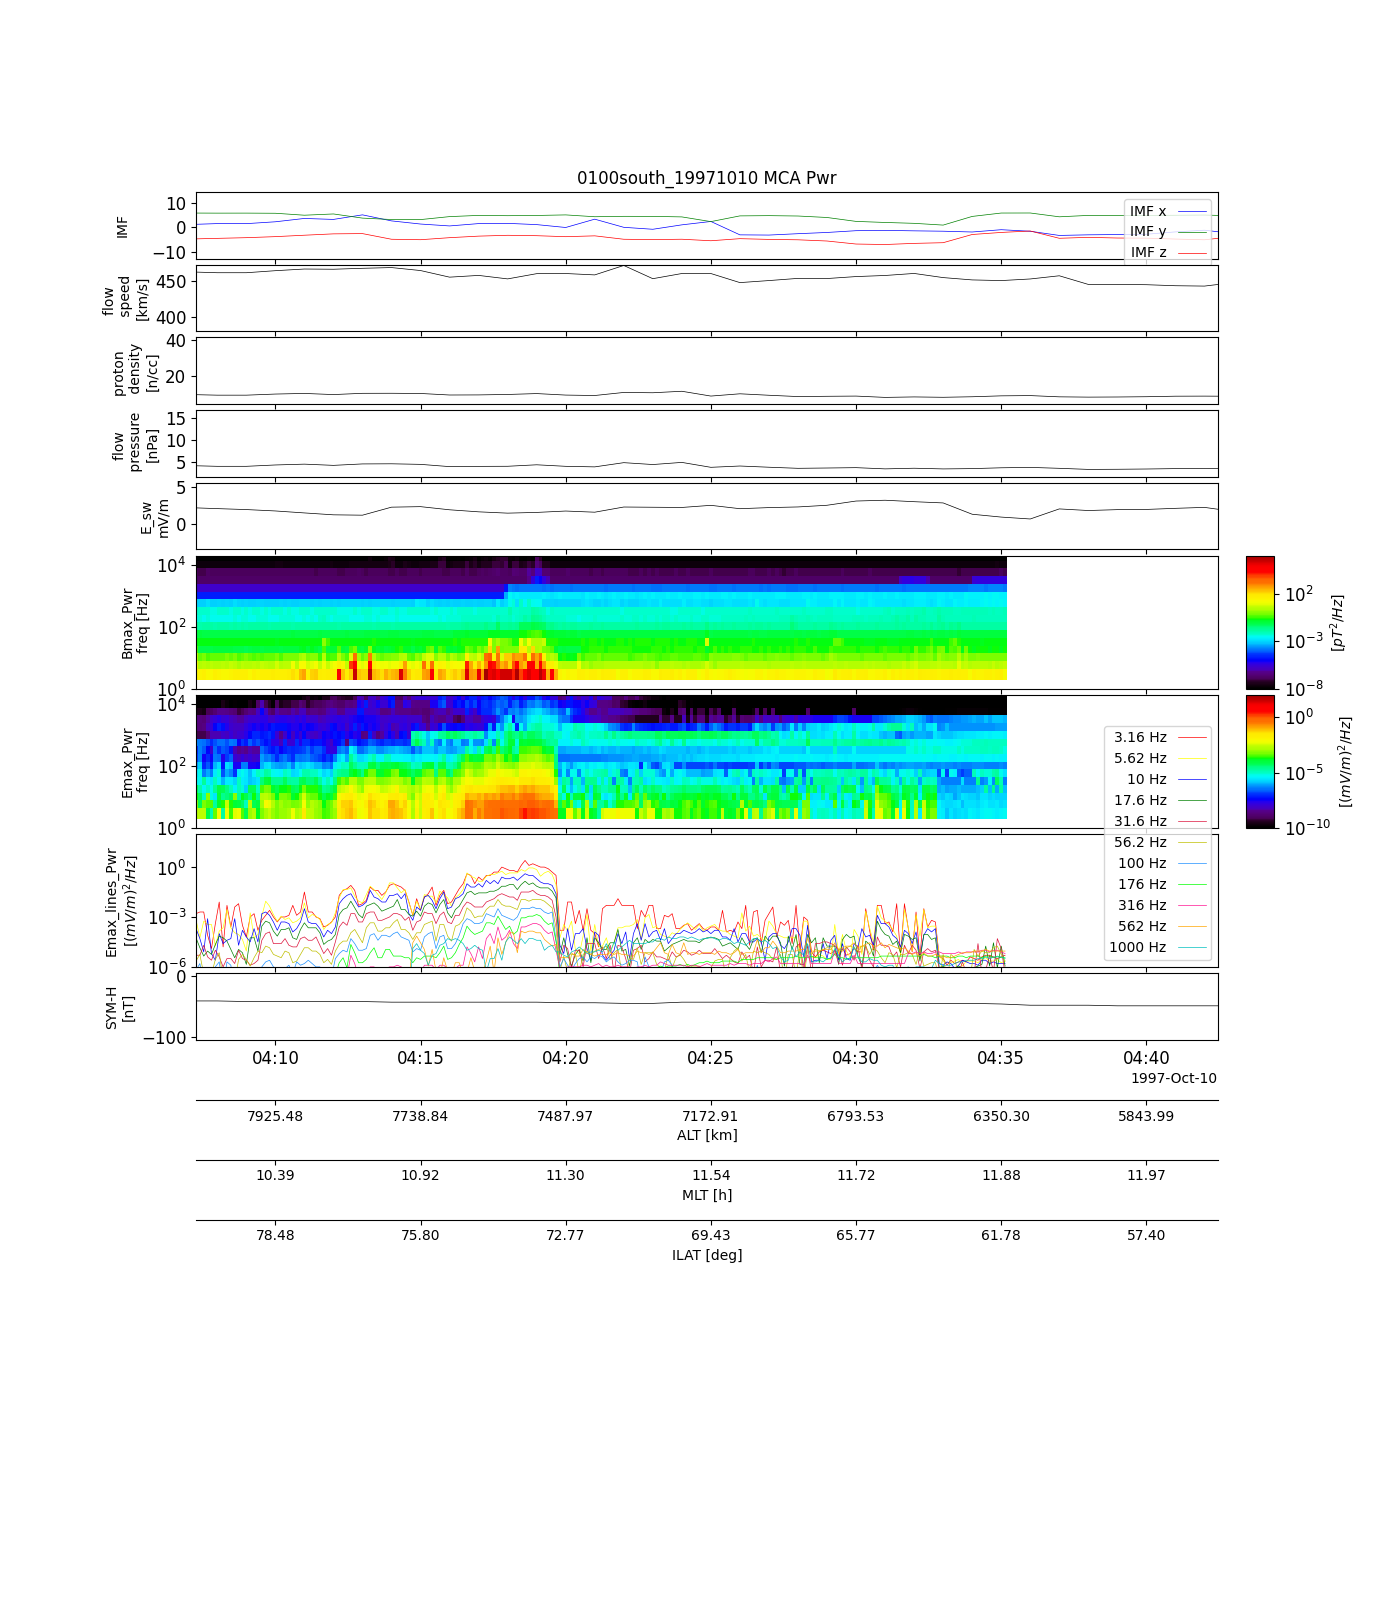 0100south_19971010 MCA Pwr
10
0
−10
IMF
IMF x
IMF y
IMF z
450
400
flow
speed
[km/s]
40
20
proton
density
[n/cc]
15
10
5
flow
pressure
[nPa]
5
0
E_sw
mV/m
10^4
10^2
10^0
Bmax_Pwr
freq [Hz]
10^2
10^−3
10^−8
[pT^2/Hz]
10^4
10^2
10^0
Emax_Pwr
freq [Hz]
10^0
10^−5
10^−10
[(mV/m)^2/Hz]
3.16 Hz
5.62 Hz
10 Hz
17.6 Hz
31.6 Hz
56.2 Hz
100 Hz
176 Hz
316 Hz
562 Hz
1000 Hz
10^0
10^−3
10^−6
Emax_lines_Pwr
[(mV/m)^2/Hz]
0
−100
SYM-H
[nT]
04:10 04:15 04:20 04:25 04:30 04:35 04:40
1997-Oct-10
7925.48 7738.84 7487.97 7172.91 6793.53 6350.30 5843.99
ALT [km]
10.39 10.92 11.30 11.54 11.72 11.88 11.97
MLT [h]
78.48 75.80 72.77 69.43 65.77 61.78 57.40
ILAT [deg]